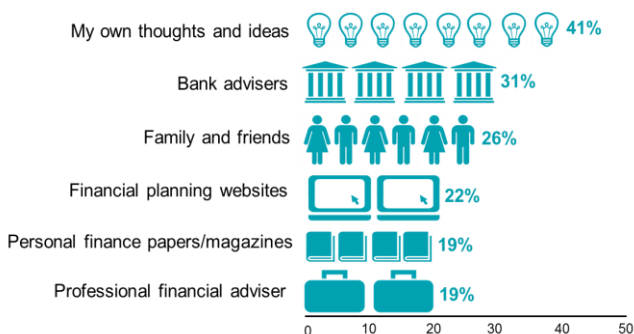 My own thoughts and ideas 41%
Bank advisers 31%
Family and friends 26%
Financial planning websites 22%
Personal finance papers/magazines 19%
Professional financial adviser 19%
0 10 20 30 40 50